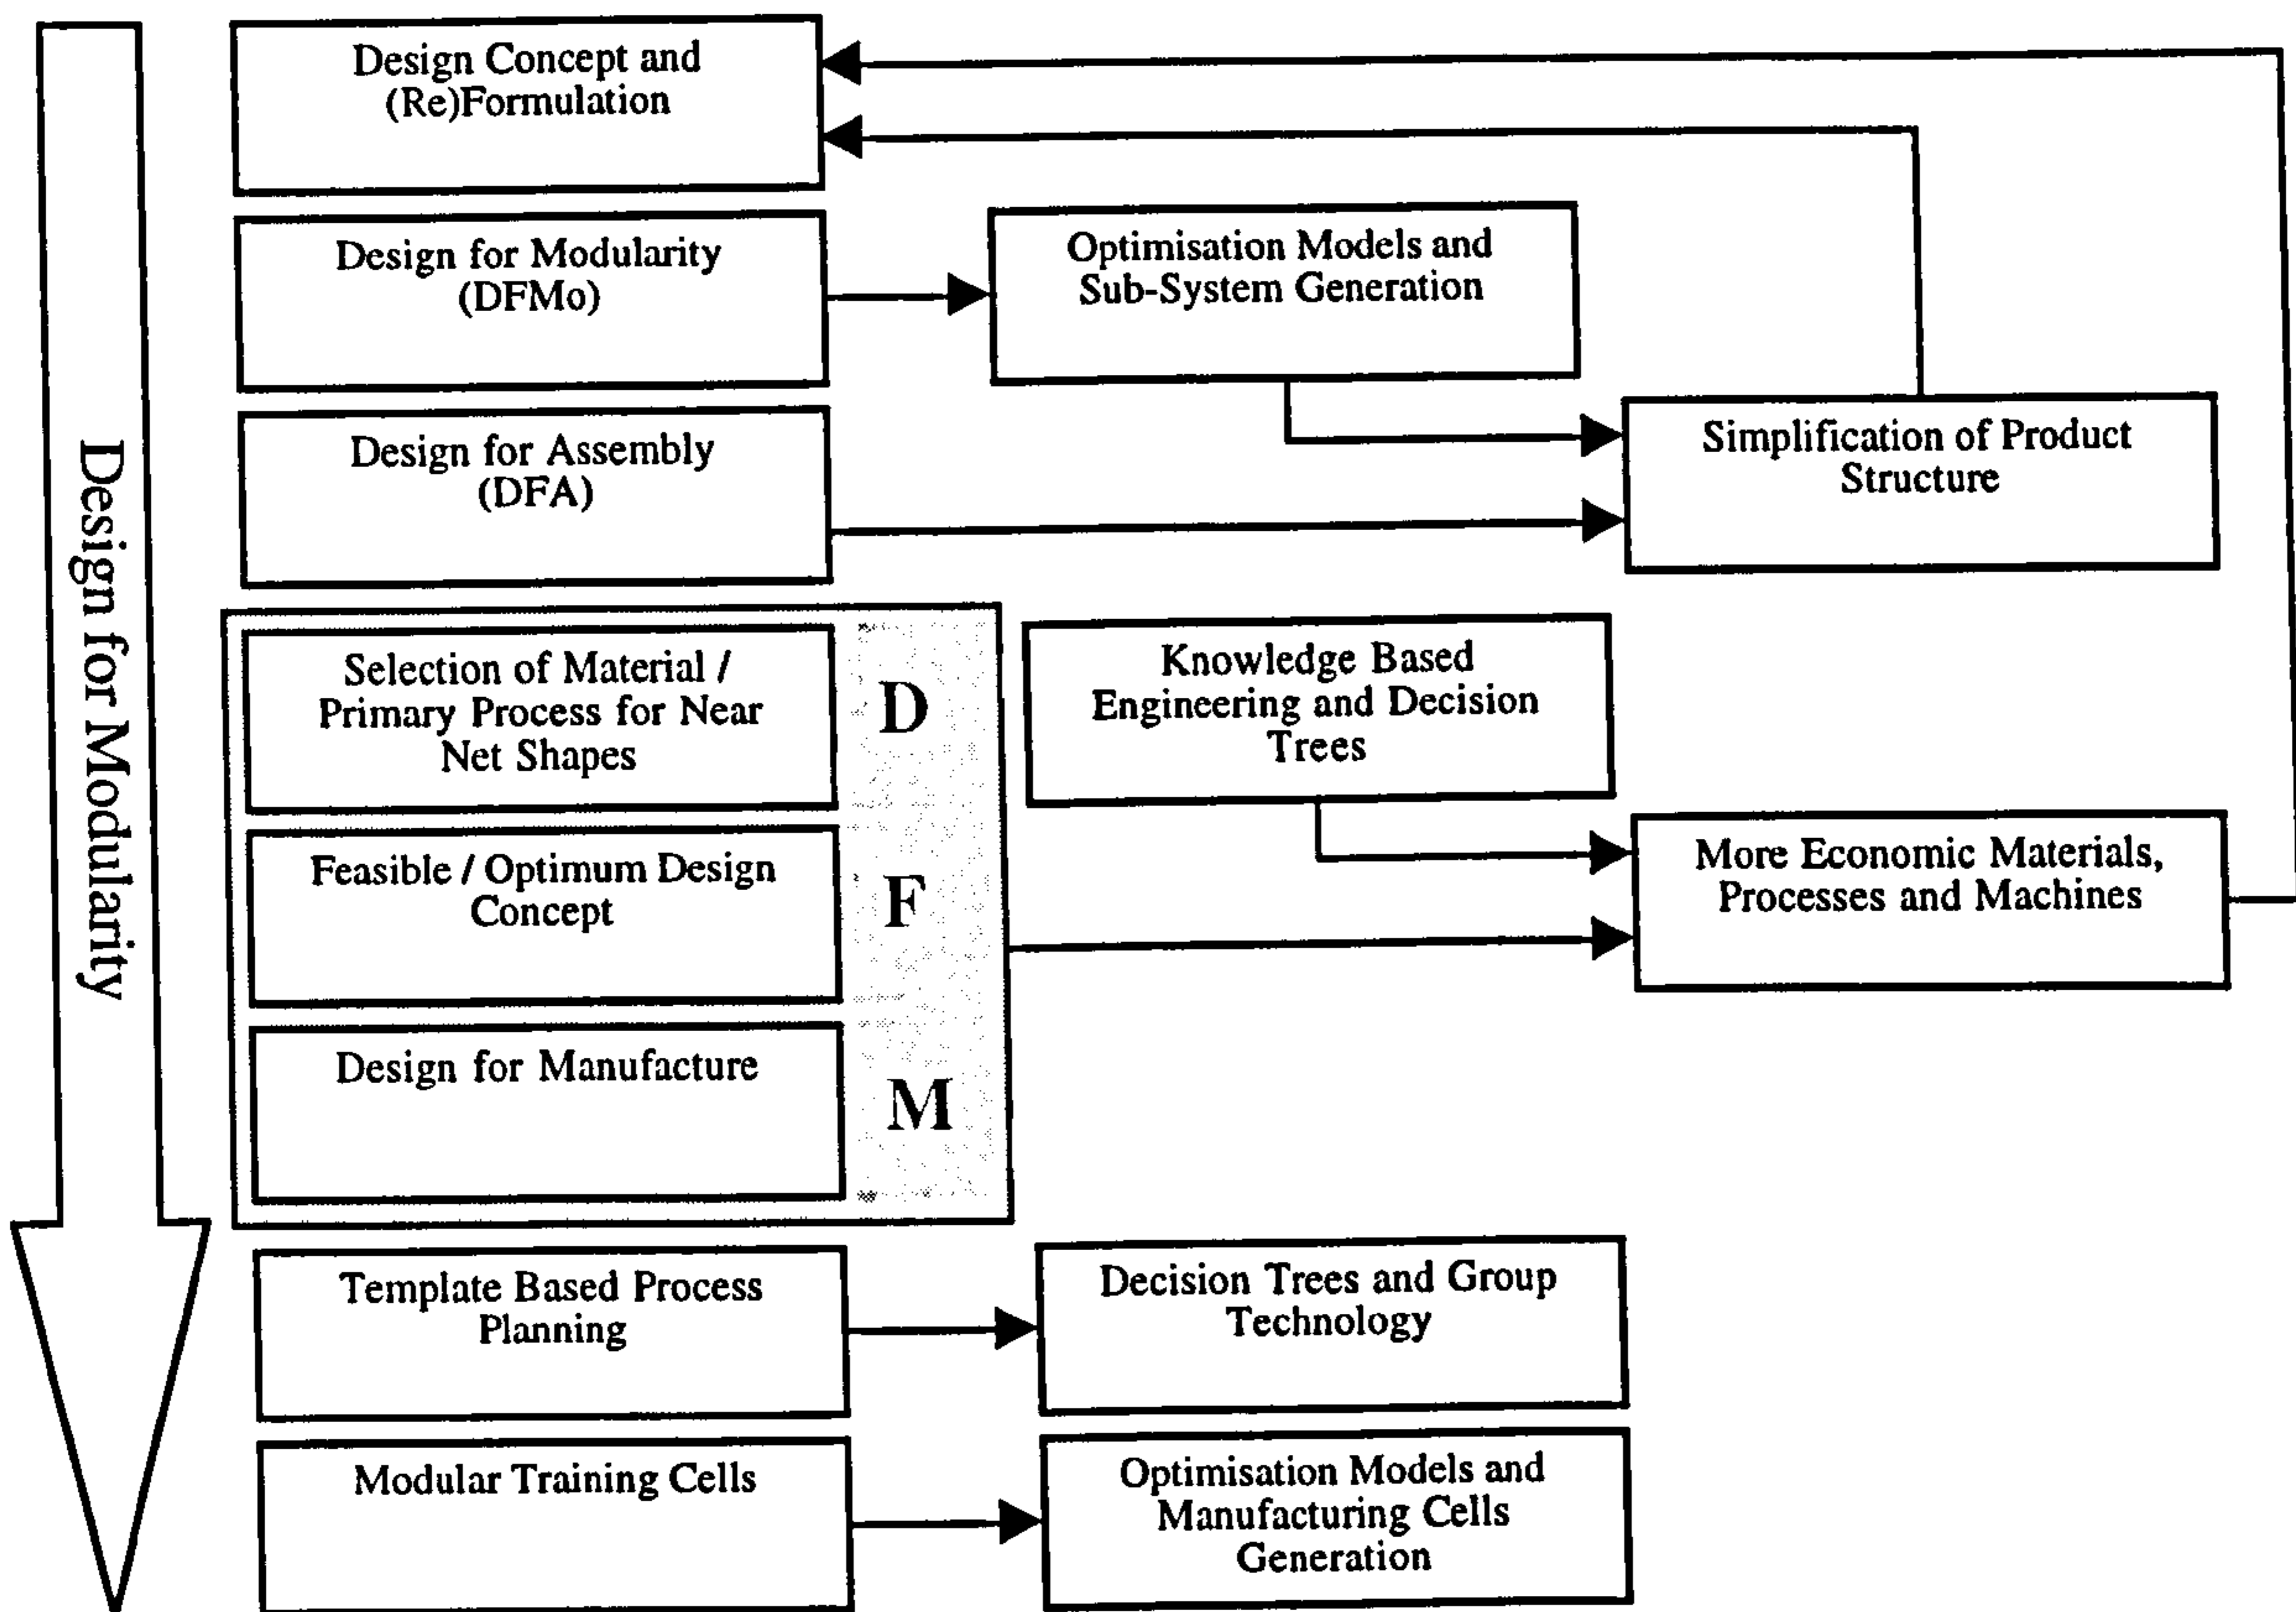 Design for Modularity
Design Concept and
(Re)Formulation
Design for Modularity
(DFMo)
Optimisation Models and
Sub-System Generation
Design for Assembly
(DFA)
Simplification of Product
Structure
Selection of Material /
Primary Process for Near
Net Shapes
D
Knowledge Based
Engineering and Decision
Trees
Feasible / Optimum Design
Concept
F
More Economic Materials,
Processes and Machines
Design for Manufacture
M
Template Based Process
Planning
Decision Trees and Group
Technology
Modular Training Cells
Optimisation Models and
Manufacturing Cells
Generation